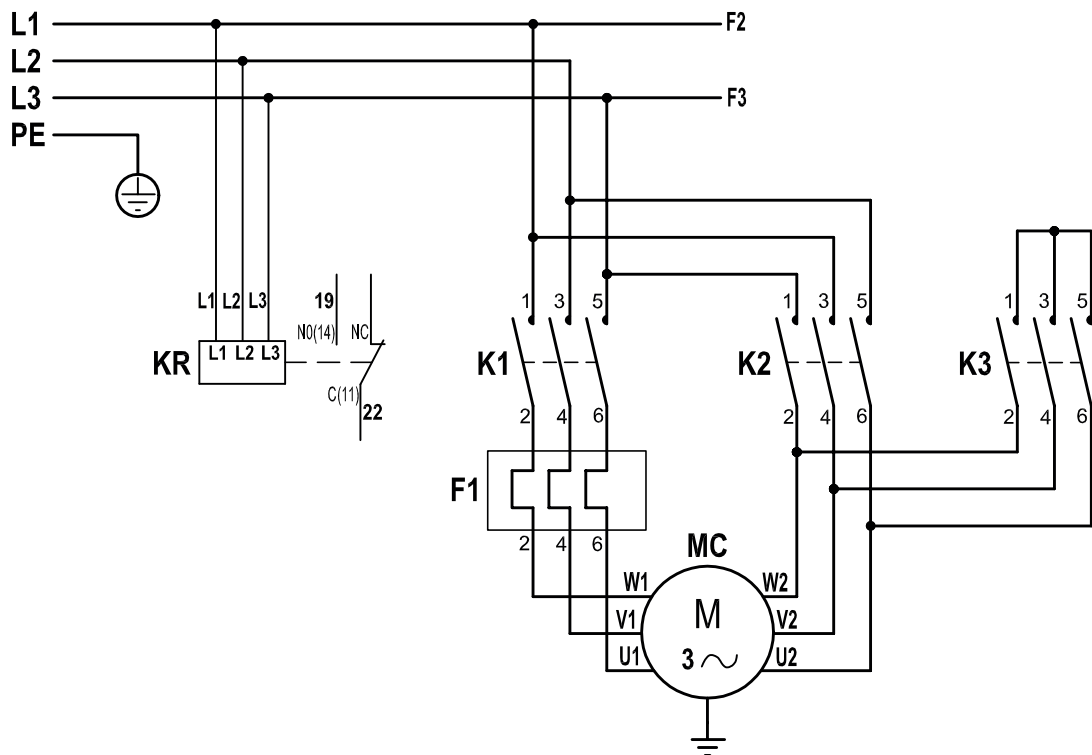 L1 F2
L2
L3 F3
PE
L1 L2 L3 19
1 3 5 1 3 5 1 3 5
N0(14) NC
KR L1 L2 L3 K1 K2 K3
C(11) 22
2 4 6 2 4 6 2 4 6
F1
2 4 6 MC
W1 W2
M
V1 V2
3
U1 U2